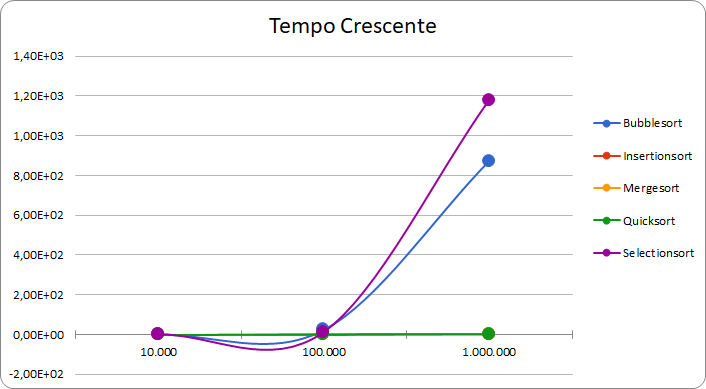 Tempo Crescente
1,40E+03
1,20E+03
1,00E+03
8,00E+02
6,00E+02
4,00E+02
2,00E+02
0,00E+00
-2,00E+02
10.000
100.000
1.000.000
Bubblesort
Insertionsort
Mergesort
Quicksort
Selectionsort